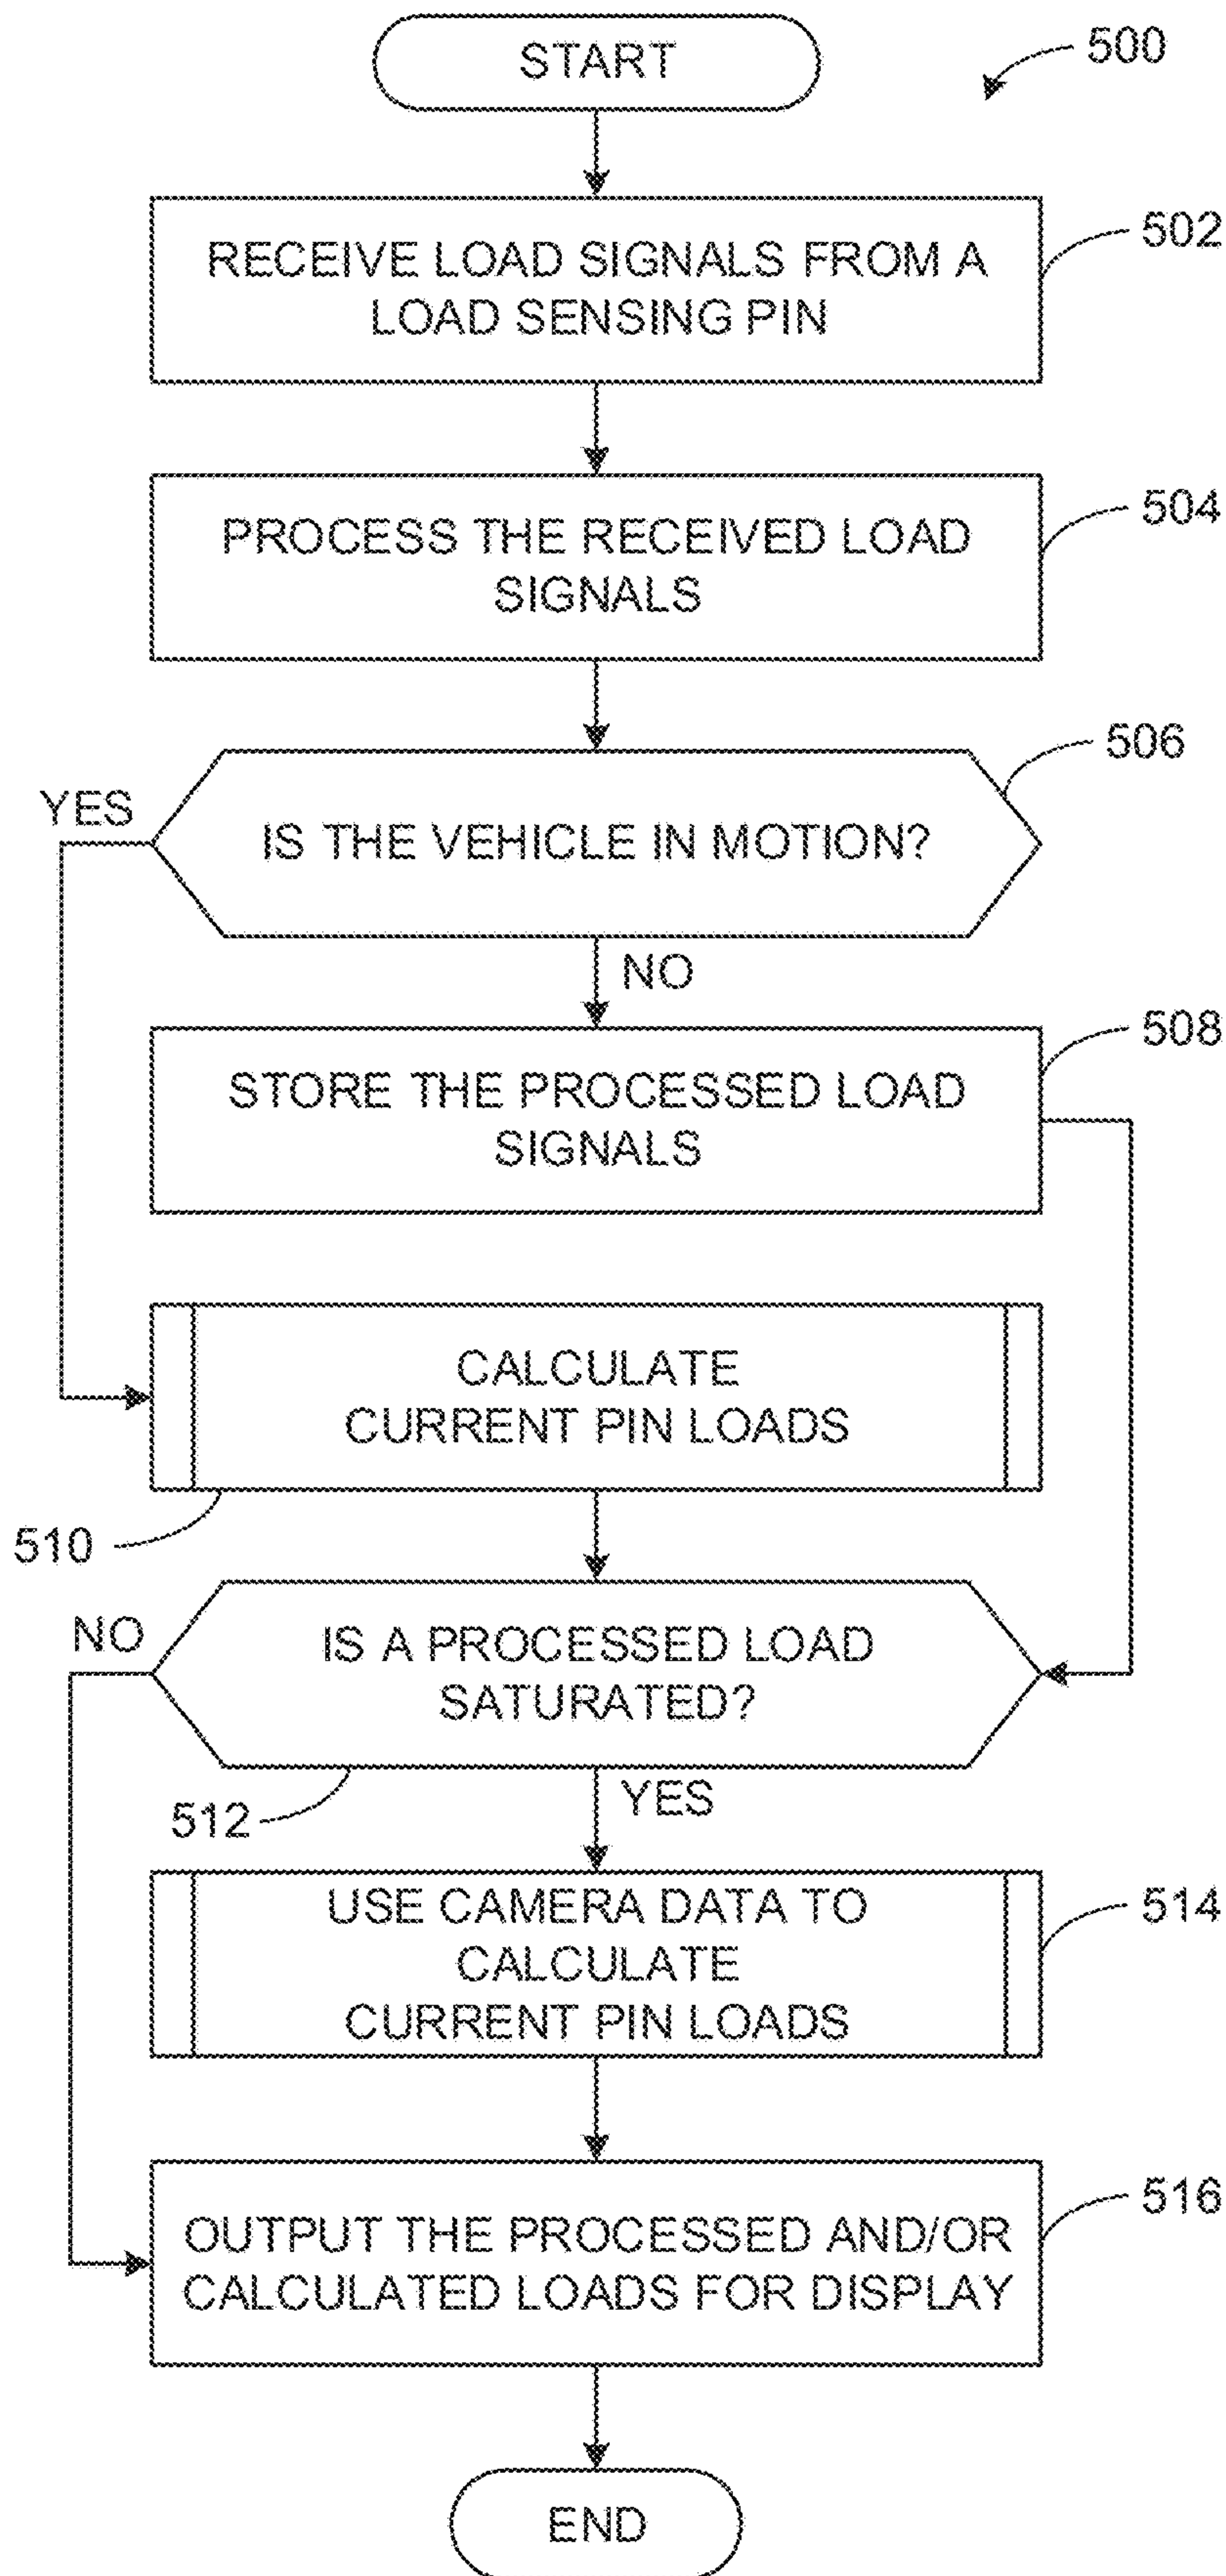 START
500
RECEIVE LOAD SIGNALS FROM A
LOAD SENSING PIN
502
PROCESS THE RECEIVED LOAD
SIGNALS
504
IS THE VEHICLE IN MOTION?
506
YES
NO
STORE THE PROCESSED LOAD
SIGNALS
508
CALCULATE
CURRENT PIN LOADS
510
IS A PROCESSED LOAD
SATURATED?
NO
512
YES
USE CAMERA DATA TO
CALCULATE
CURRENT PIN LOADS
514
OUTPUT THE PROCESSED AND/OR
CALCULATED LOADS FOR DISPLAY
516
END